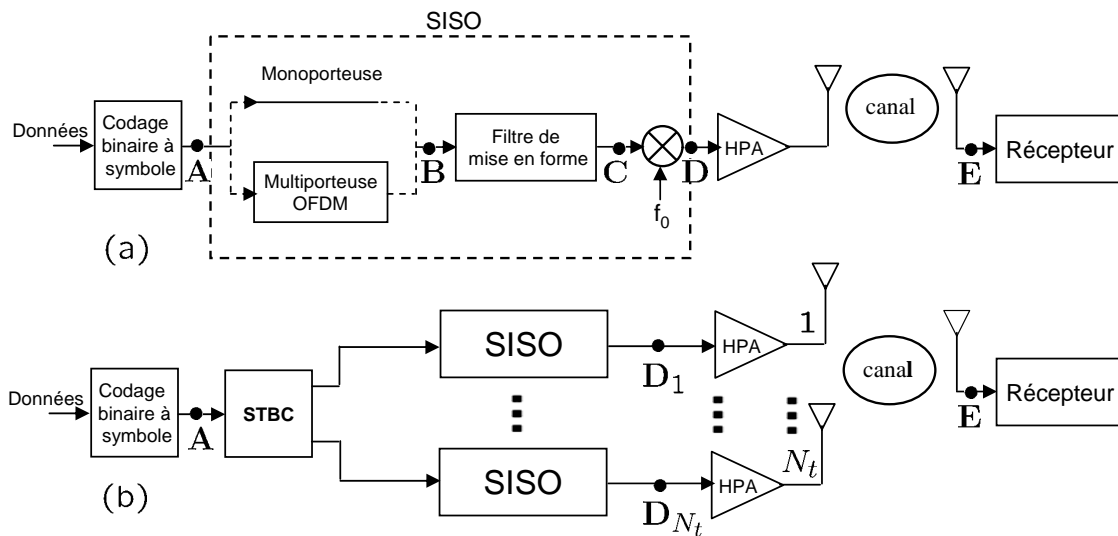 SISO
Monoporteuse
Données
Codage
binaire à
symbole
A
Multiporteuse
OFDM
B
Filtre de
mise en forme
C
f0
D
HPA
canal
E
Récepteur
(a)
Données
Codage
binaire à
symbole
A
STBC
SISO
D1
HPA
1
SISO
DNt
HPA
Nt
canal
E
Récepteur
(b)